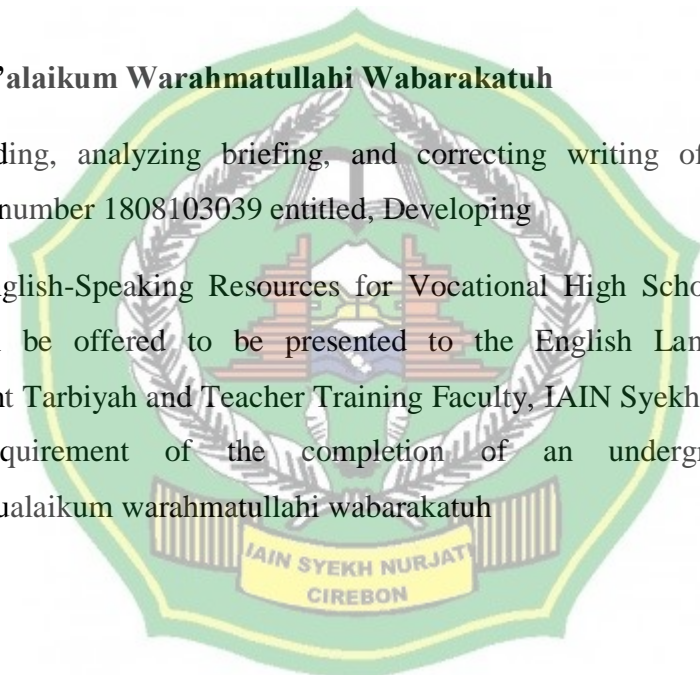 ’alaikum Warahmatullahi Wabarakatuh
ding, analyzing briefing, and correcting writing of
number 1808103039 entitled, Developing
nglish-Speaking Resources for Vocational High Scho
be offered to be presented to the English Lan
nt Tarbiyah and Teacher Training Faculty, IAIN Syekh
quirement of the completion of an undergr
ualaikum warahmatullahi wabarakatuh
IAIN SYEKH NURJATI
CIREBON